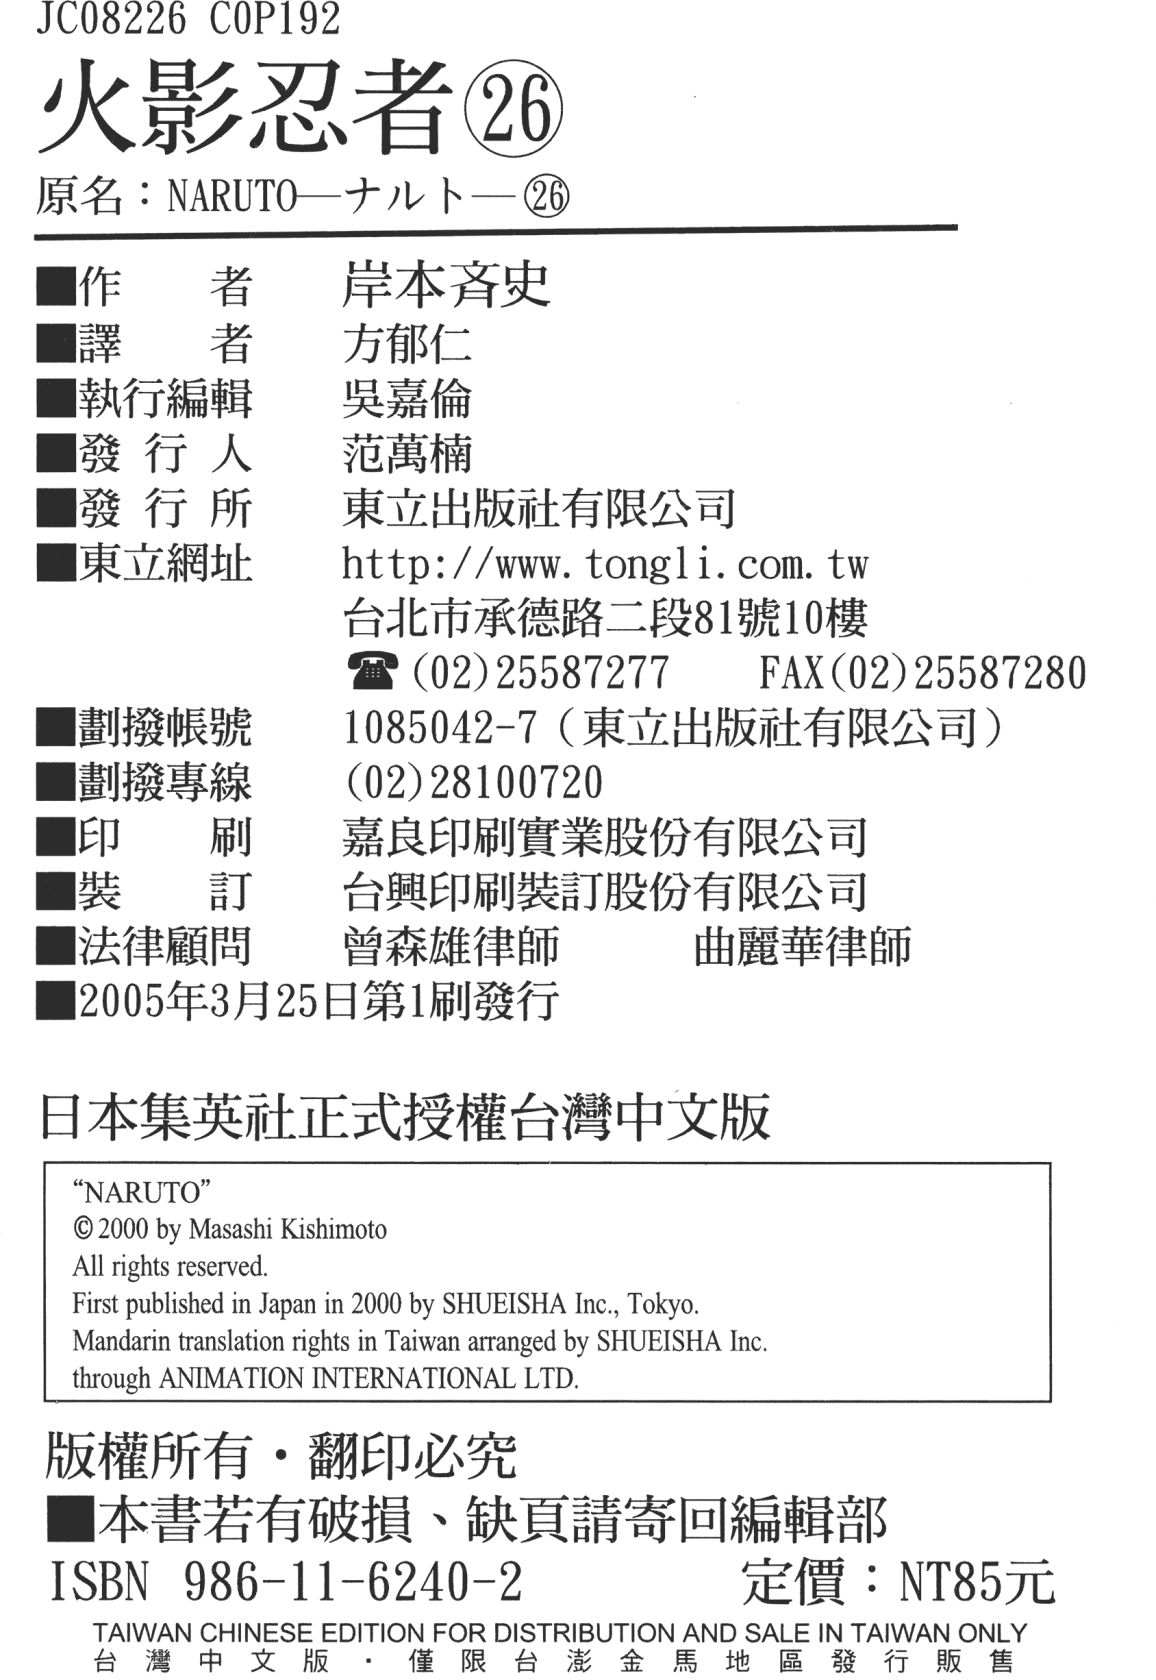 JC08226 C0P192
火影忍者㉖
原名：NARUTO—ナルト—㉖
■作　　者　　岸本斉史
■譯　　者　　方郁仁
■執行編輯　　吳嘉倫
■發 行 人　　范萬楠
■發 行 所　　東立出版社有限公司
■東立網址　　http://www.tongli.com.tw
台北市承德路二段81號10樓
☎(02)25587277　　FAX(02)25587280
■劃撥帳號　　1085042-7（東立出版社有限公司）
■劃撥專線　　(02)28100720
■印　　刷　　嘉良印刷實業股份有限公司
■裝　　訂　　台興印刷裝訂股份有限公司
■法律顧問　　曾森雄律師　　　曲麗華律師
■2005年3月25日第1刷發行
日本集英社正式授權台灣中文版
“NARUTO”
©2000 by Masashi Kishimoto
All rights reserved.
First published in Japan in 2000 by SHUEISHA Inc., Tokyo.
Mandarin translation rights in Taiwan arranged by SHUEISHA Inc.
through ANIMATION INTERNATIONAL LTD.
版權所有・翻印必究
■本書若有破損、缺頁請寄回編輯部
ISBN 986-11-6240-2　　　　定價：NT85元
TAIWAN CHINESE EDITION FOR DISTRIBUTION AND SALE IN TAIWAN ONLY
台灣中文版・僅限台澎金馬地區發行販售